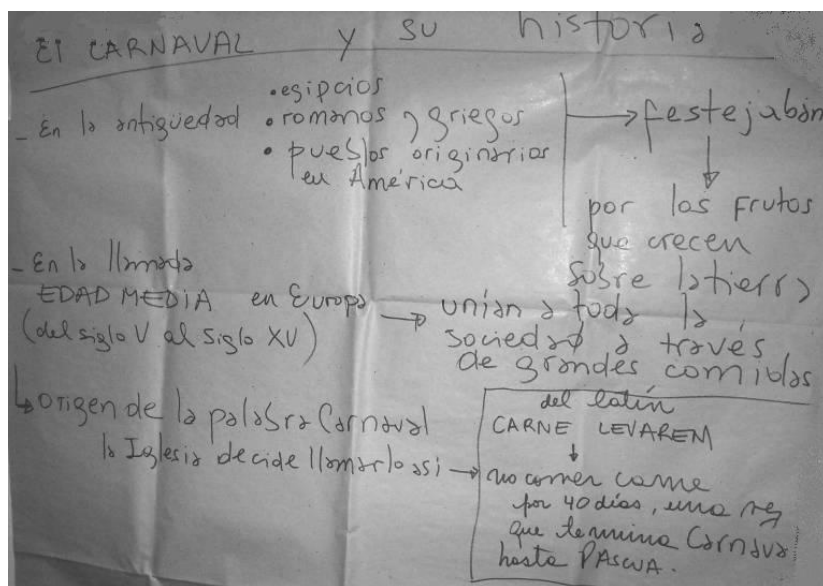 El CARNAVAL y su historia
- En la antigüedad
• egipcios
• romanos y griegos
• pueblos originarios
en América
→ festejaban
↓
por los frutos
que crecen
sobre la tierra
- En la llamada
EDAD MEDIA en Europa →
(del siglo V al siglo XV)
unían a toda la
sociedad a través
de grandes comidas
↳ origen de la palabra Carnaval
la Iglesia decide llamarlo así →
del latín
CARNE LEVAREM
↓
no comer carne
por 40 días, una vez
que termina Carnava
hasta PASCUA.